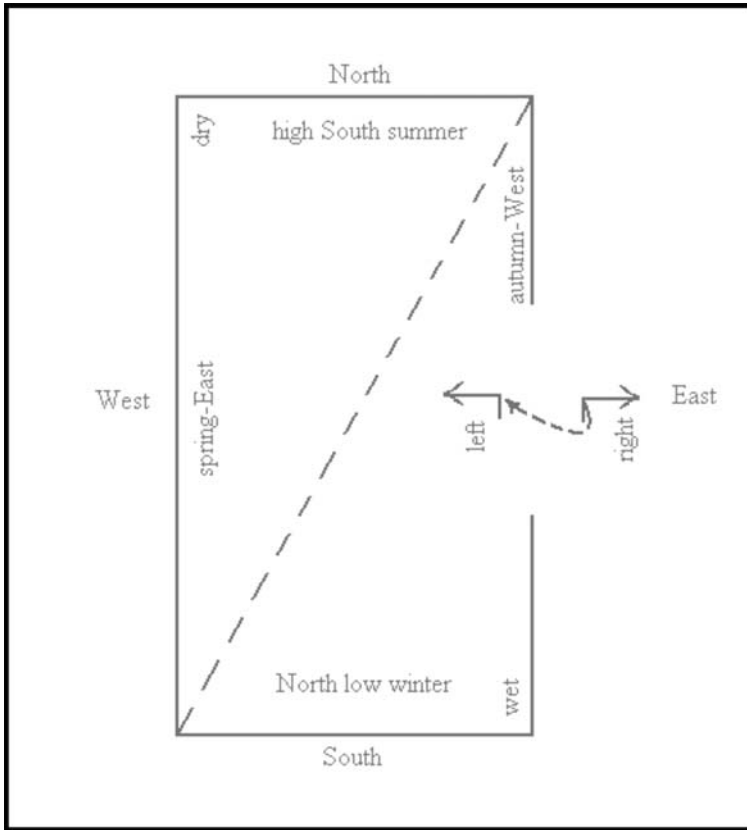 North
dry
high South summer
autumn-West
West
spring-East
left
right
East
North low winter
wet
South